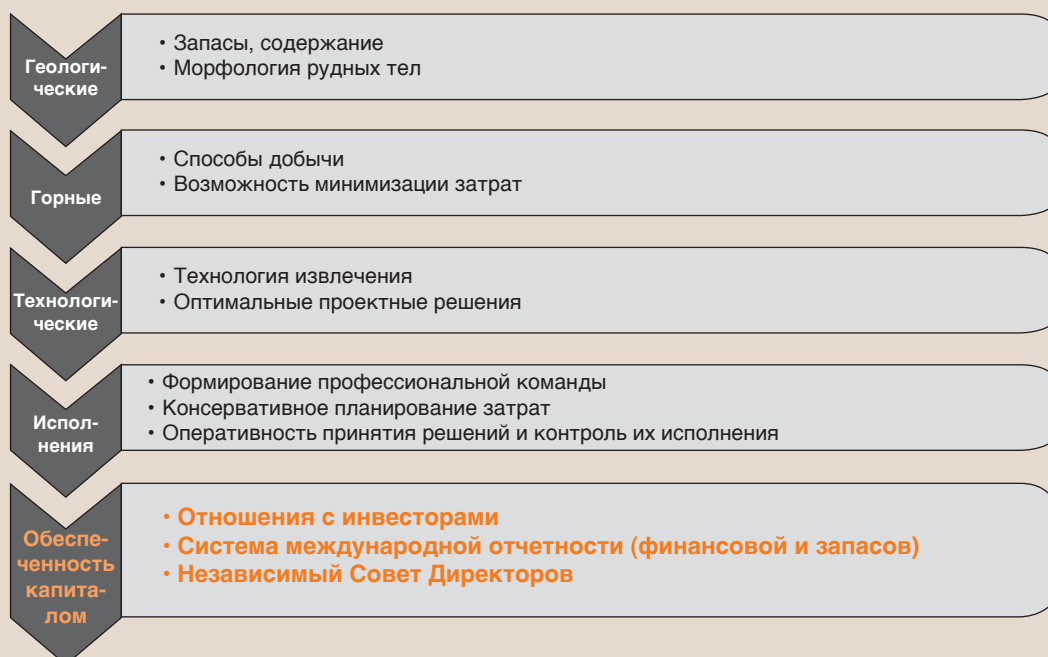 Геологи-
ческие
• Запасы, содержание
• Морфология рудных тел
Горные
• Способы добычи
• Возможность минимизации затрат
Технологи-
ческие
• Технология извлечения
• Оптимальные проектные решения
Испол-
нения
• Формирование профессиональной команды
• Консервативное планирование затрат
• Оперативность принятия решений и контроль их исполнения
Обеспе-
ченность
капита-
лом
• Отношения с инвесторами
• Система международной отчетности (финансовой и запасов)
• Независимый Совет Директоров